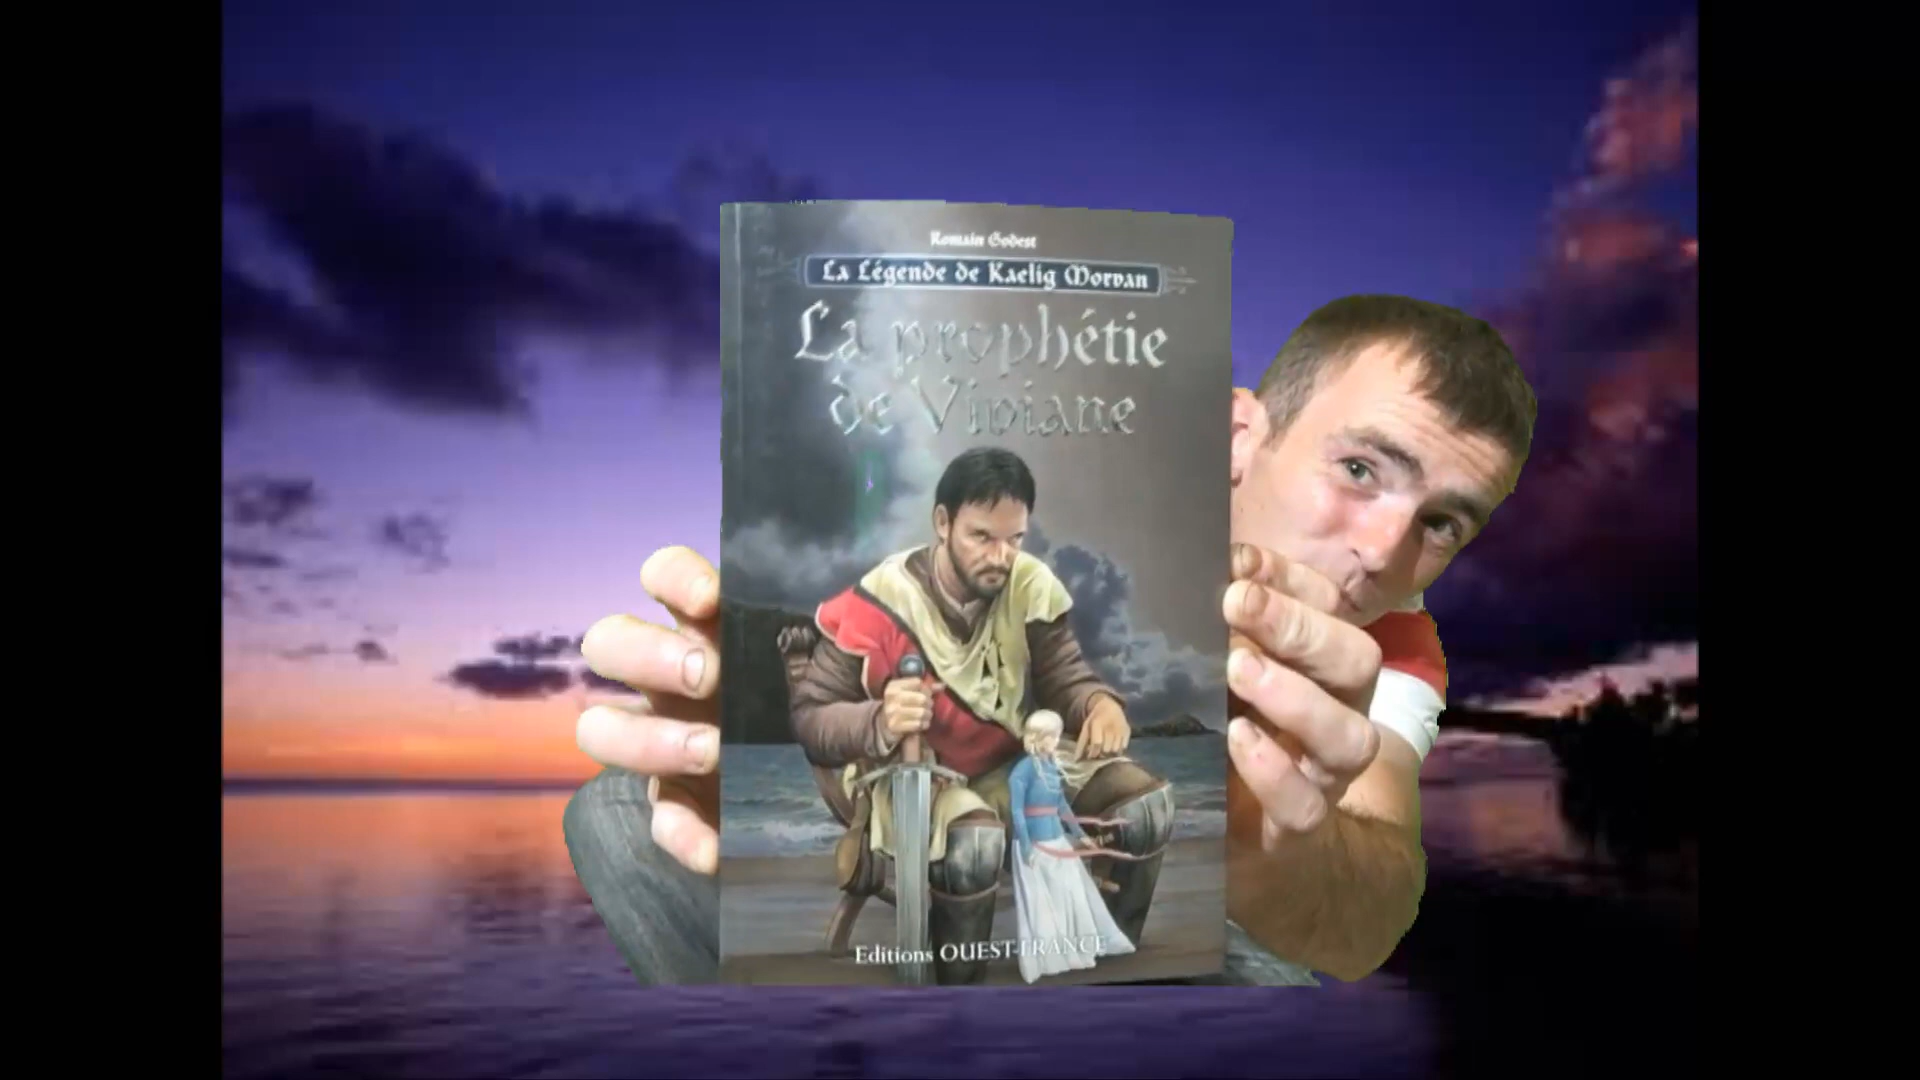 Romain Godest
La Légende de Kaelig Morvan
La prophétie
de Viviane
Editions OUEST-FRANCE